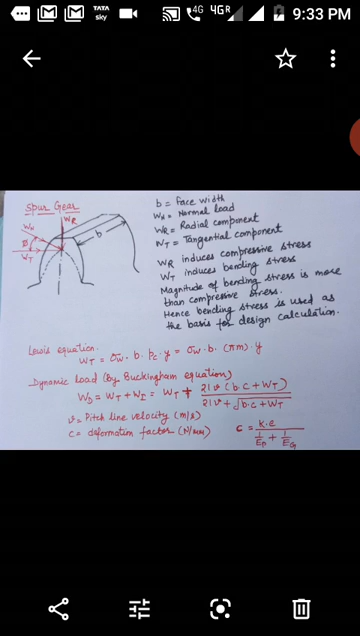 TATA
sky
4G
4GR
9:33 PM
Spur Gear
WN
WR
ø
WT
b
b = Face width
WN = Normal load
WR = Radial component
WT = Tangential component
WR induces compressive stress
WT induces bending stress
Magnitude of bending stress is more
than compressive stress.
Hence bending stress is used as
the basis for design calculation.
Lewis equation.
WT = σw · b · Pc · y = σw · b · (πm) · y
Dynamic Load (by Buckingham equation)
WD = WT + WI = WT + 21v (b·c + WT) / 21v + √b·c + WT
v = Pitch line velocity (m/s)
c = deformation factor (N/mm)
c = k·e / 1/EP + 1/EG